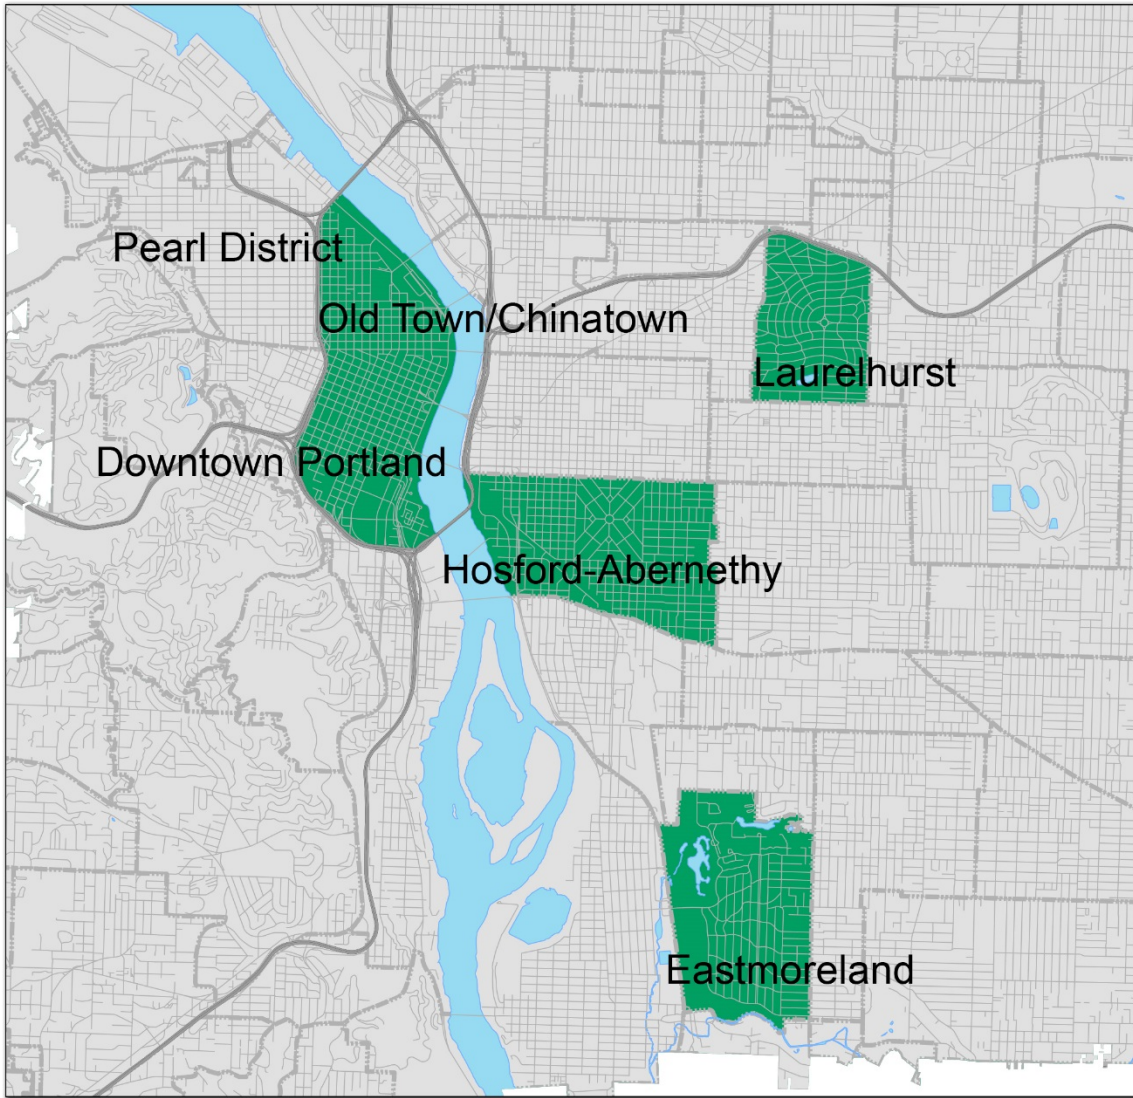 Pearl District
Old Town/Chinatown
Laurelhurst
Downtown Portland
Hosford-Abernethy
Eastmoreland